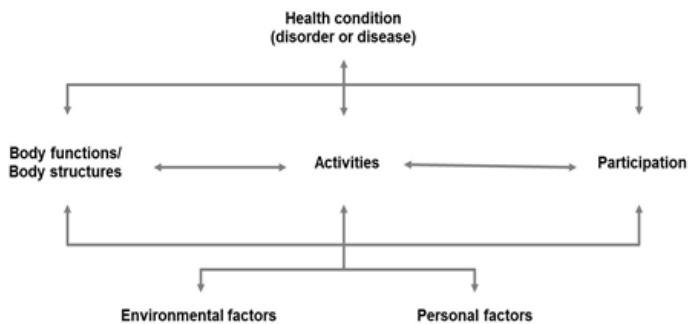 Health condition
(disorder or disease)
Body functions/
Body structures
Activities
Participation
Environmental factors
Personal factors